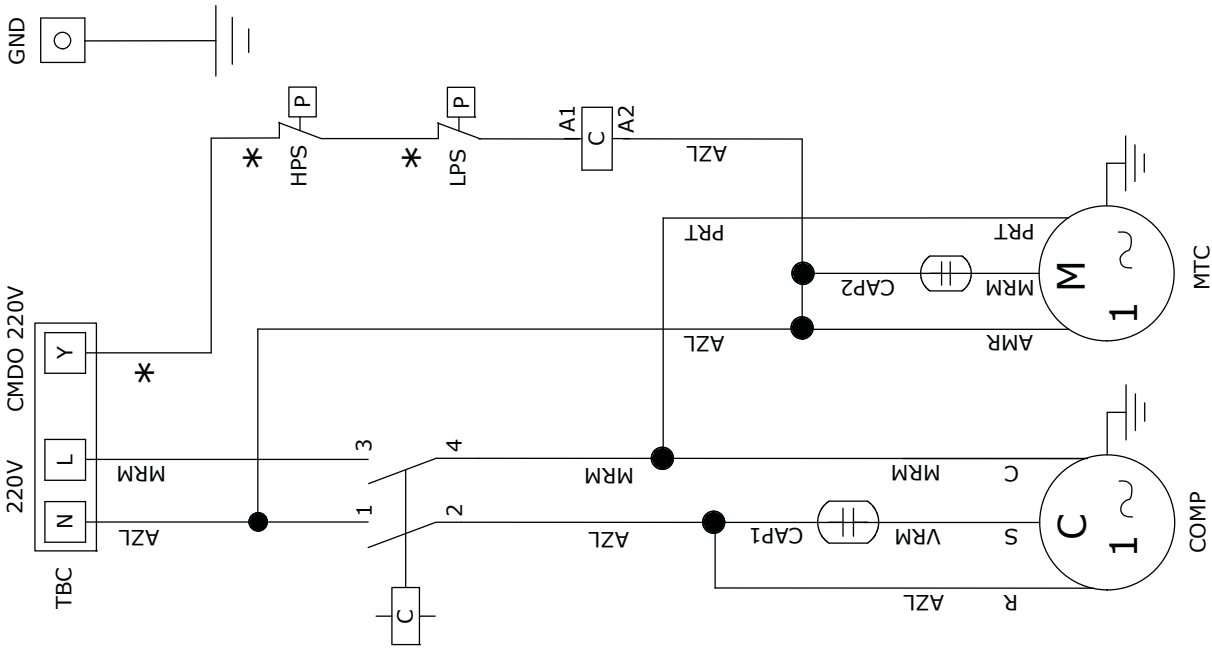 GND
TBC
220V
CMDO 220V
N
L
Y
AZL
MRM
*
*
HPS
P
*
LPS
P
A1
C
A2
AZL
1
3
2
4
C
AZL
MRM
AZL
PRT
PRT
CAP2
MRM
AMR
CAP1
VRM
S
MRM
C
AZL
R
M
1
MTC
C
1
COMP